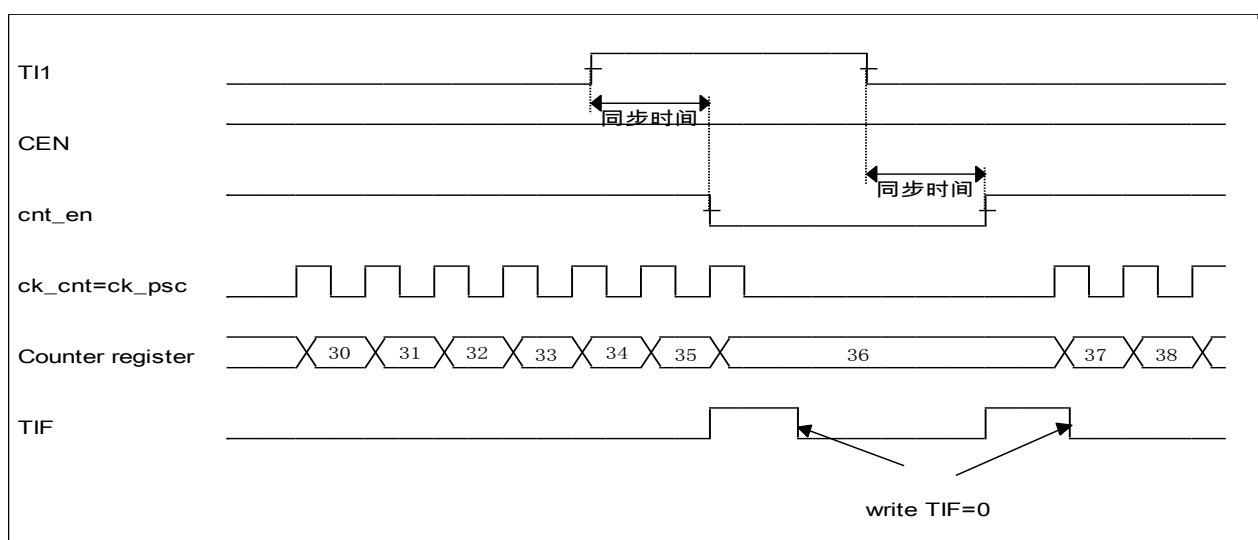 TI1
同步时间
CEN
同步时间
cnt_en
ck_cnt=ck_psc
Counter register
30 31 32 33 34 35 36 37 38
TIF
write TIF=0